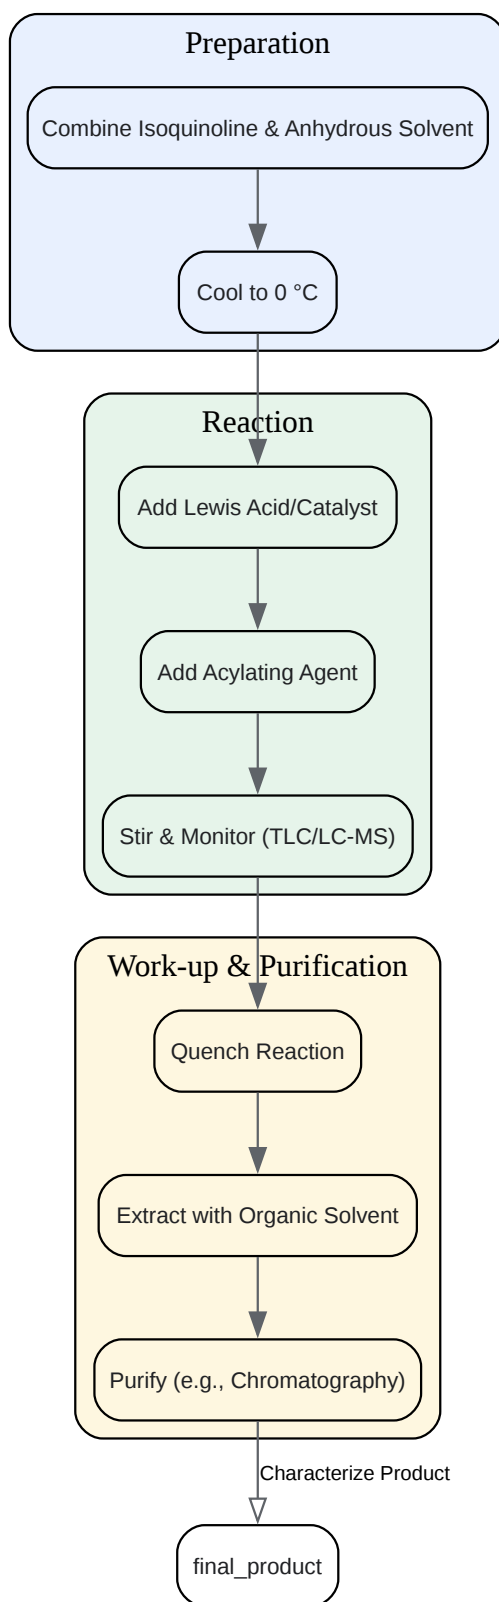 Preparation
Combine Isoquinoline & Anhydrous Solvent
Cool to 0 °C
Reaction
Add Lewis Acid/Catalyst
Add Acylating Agent
Stir & Monitor (TLC/LC-MS)
Work-up & Purification
Quench Reaction
Extract with Organic Solvent
Purify (e.g., Chromatography)
Characterize Product
final_product